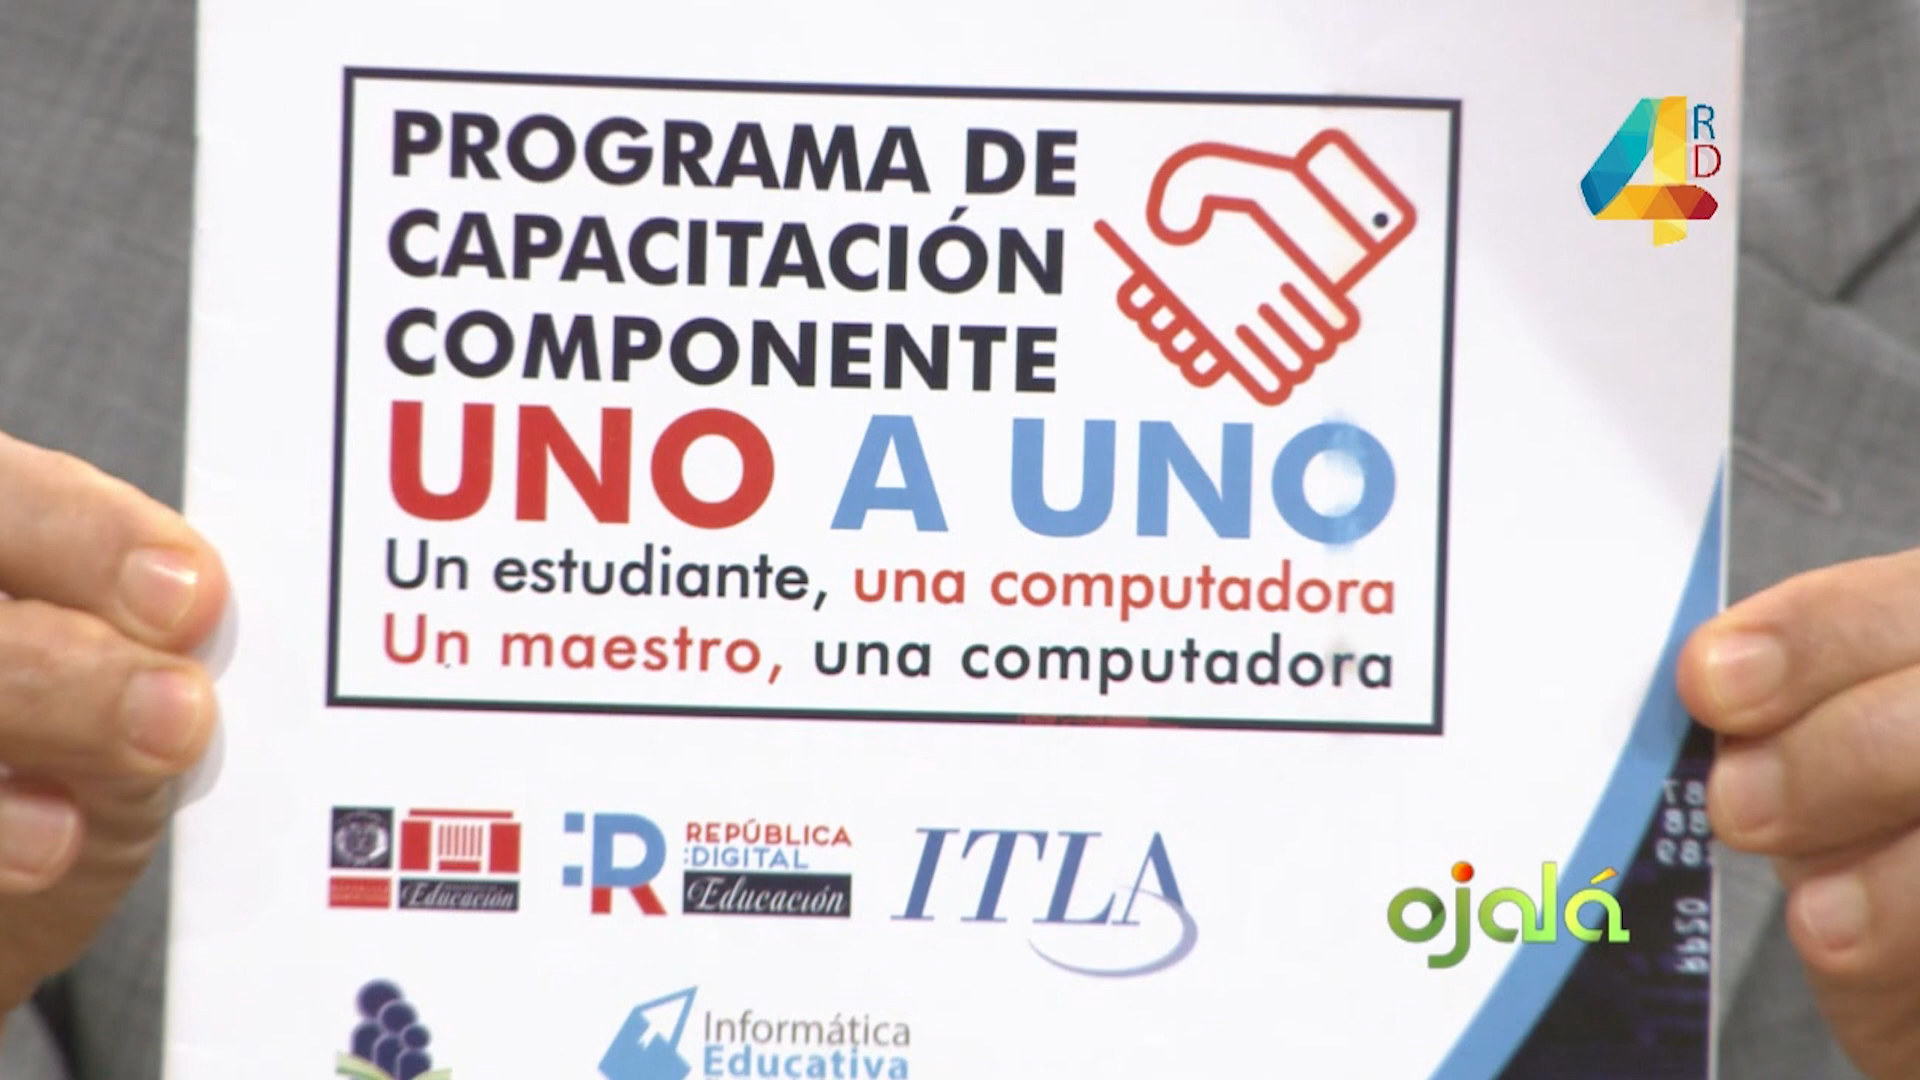 PROGRAMA DE
CAPACITACIÓN
COMPONENTE
UNO A UNO
Un estudiante, una computadora
Un maestro, una computadora
4
RD
Educación
REPÚBLICA
:DIGITAL
Educación
ITLA
ojalá
Informática
Educativa